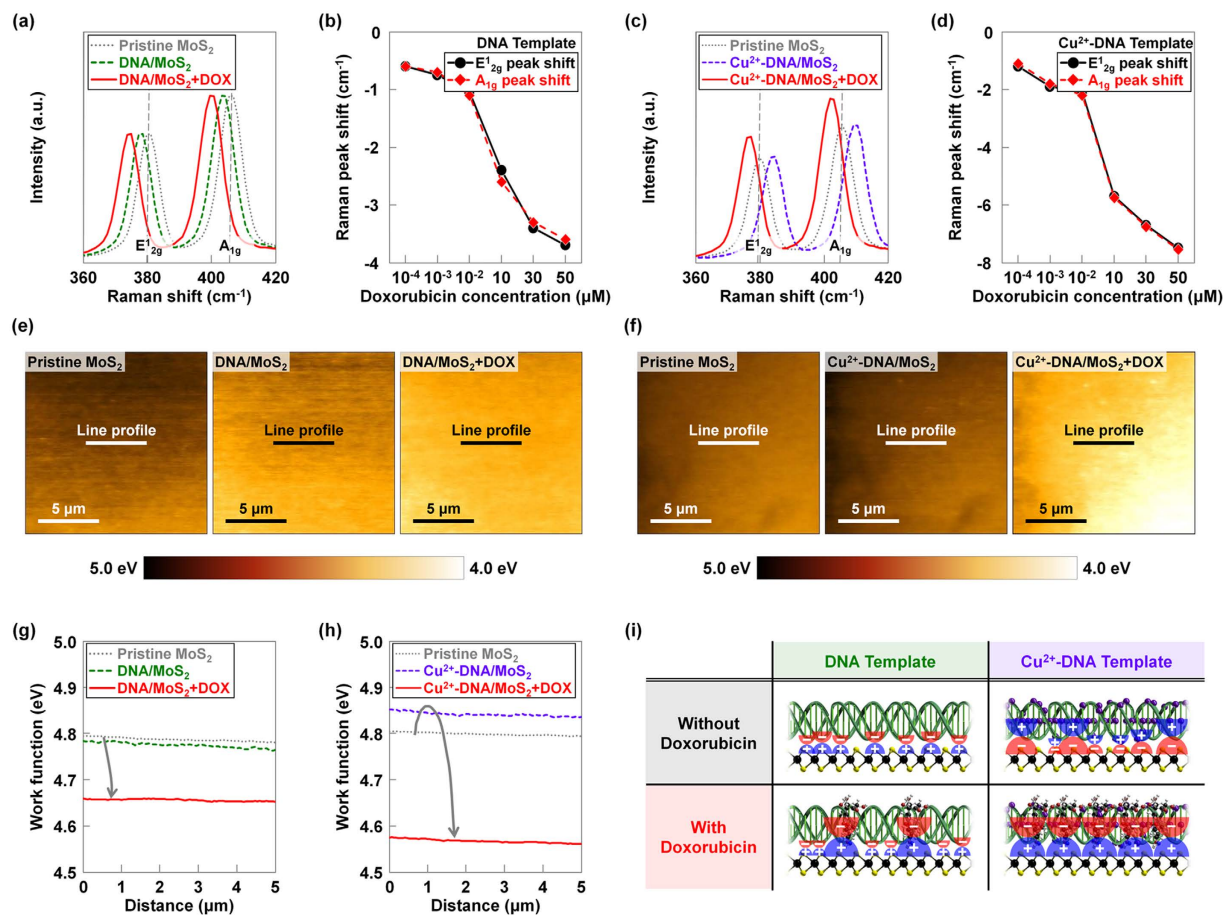 (a)
Pristine MoS₂
DNA/MoS₂
DNA/MoS₂+DOX
Intensity (a.u.)
E¹₂g
A₁g
360
380
400
420
Raman shift (cm⁻¹)
(b)
DNA Template
E¹₂g peak shift
A₁g peak shift
Raman peak shift (cm⁻¹)
0
-1
-2
-3
-4
10⁻⁴
10⁻³
10⁻²
10
30
50
Doxorubicin concentration (μM)
(c)
Pristine MoS₂
Cu²⁺-DNA/MoS₂
Cu²⁺-DNA/MoS₂+DOX
Intensity (a.u.)
E¹₂g
A₁g
360
380
400
420
Raman shift (cm⁻¹)
(d)
Cu²⁺-DNA Template
E¹₂g peak shift
A₁g peak shift
Raman peak shift (cm⁻¹)
0
-2
-4
-6
-8
10⁻⁴
10⁻³
10⁻²
10
30
50
Doxorubicin concentration (μM)
(e)
Pristine MoS₂
Line profile
5 μm
DNA/MoS₂
Line profile
5 μm
DNA/MoS₂+DOX
Line profile
5 μm
5.0 eV
4.0 eV
(f)
Pristine MoS₂
Line profile
5 μm
Cu²⁺-DNA/MoS₂
Line profile
5 μm
Cu²⁺-DNA/MoS₂+DOX
Line profile
5 μm
5.0 eV
4.0 eV
(g)
Pristine MoS₂
DNA/MoS₂
DNA/MoS₂+DOX
Work function (eV)
5.0
4.9
4.8
4.7
4.6
4.5
0
1
2
3
4
5
Distance (μm)
(h)
Pristine MoS₂
Cu²⁺-DNA/MoS₂
Cu²⁺-DNA/MoS₂+DOX
Work function (eV)
5.0
4.9
4.8
4.7
4.6
4.5
0
1
2
3
4
5
Distance (μm)
(i)
DNA Template
Cu²⁺-DNA Template
Without
Doxorubicin
With
Doxorubicin